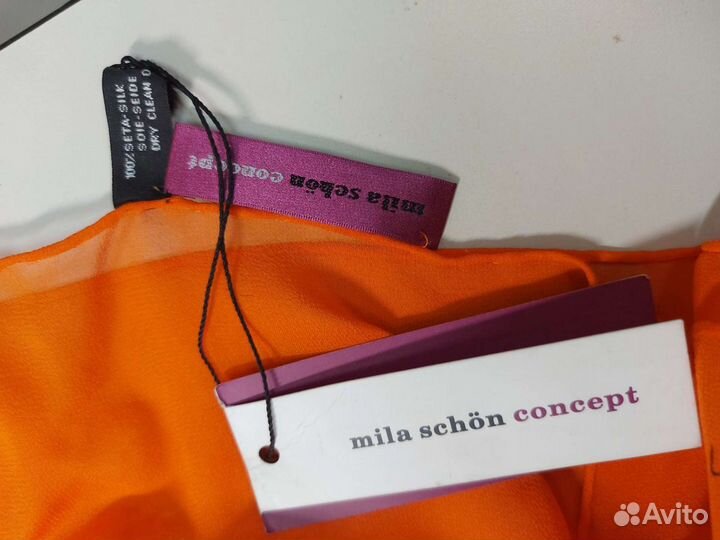 100%SETA-SILK
SOIE-SEIDE
DRY CLEAN O
mila schön concept
mila schön concept
Avito